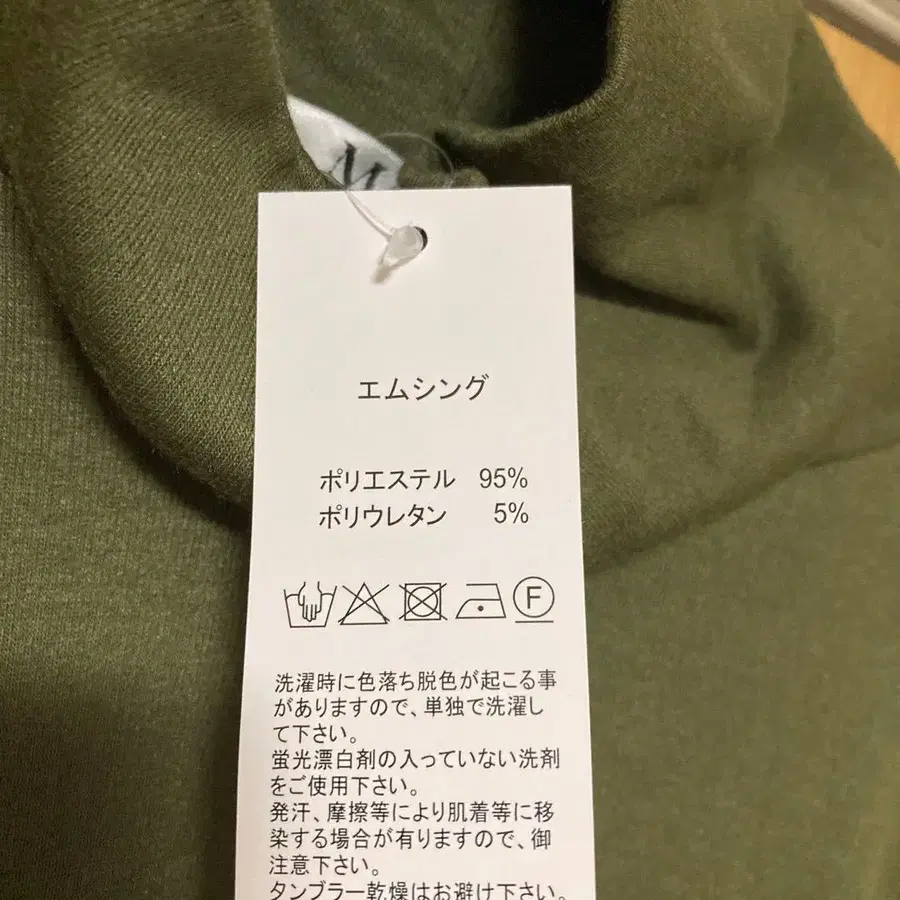 M
エムシング
ポリエステル 95%
ポリウレタン 5%
F
洗濯時に色落ち脱色が起こる事
がありますので、単独で洗濯し
て下さい。
蛍光漂白剤の入っていない洗剤
をご使用下さい。
発汗、摩擦等により肌着等に移
染する場合が有りますので、御
注意下さい。
タンブラー乾燥はお避け下さい。